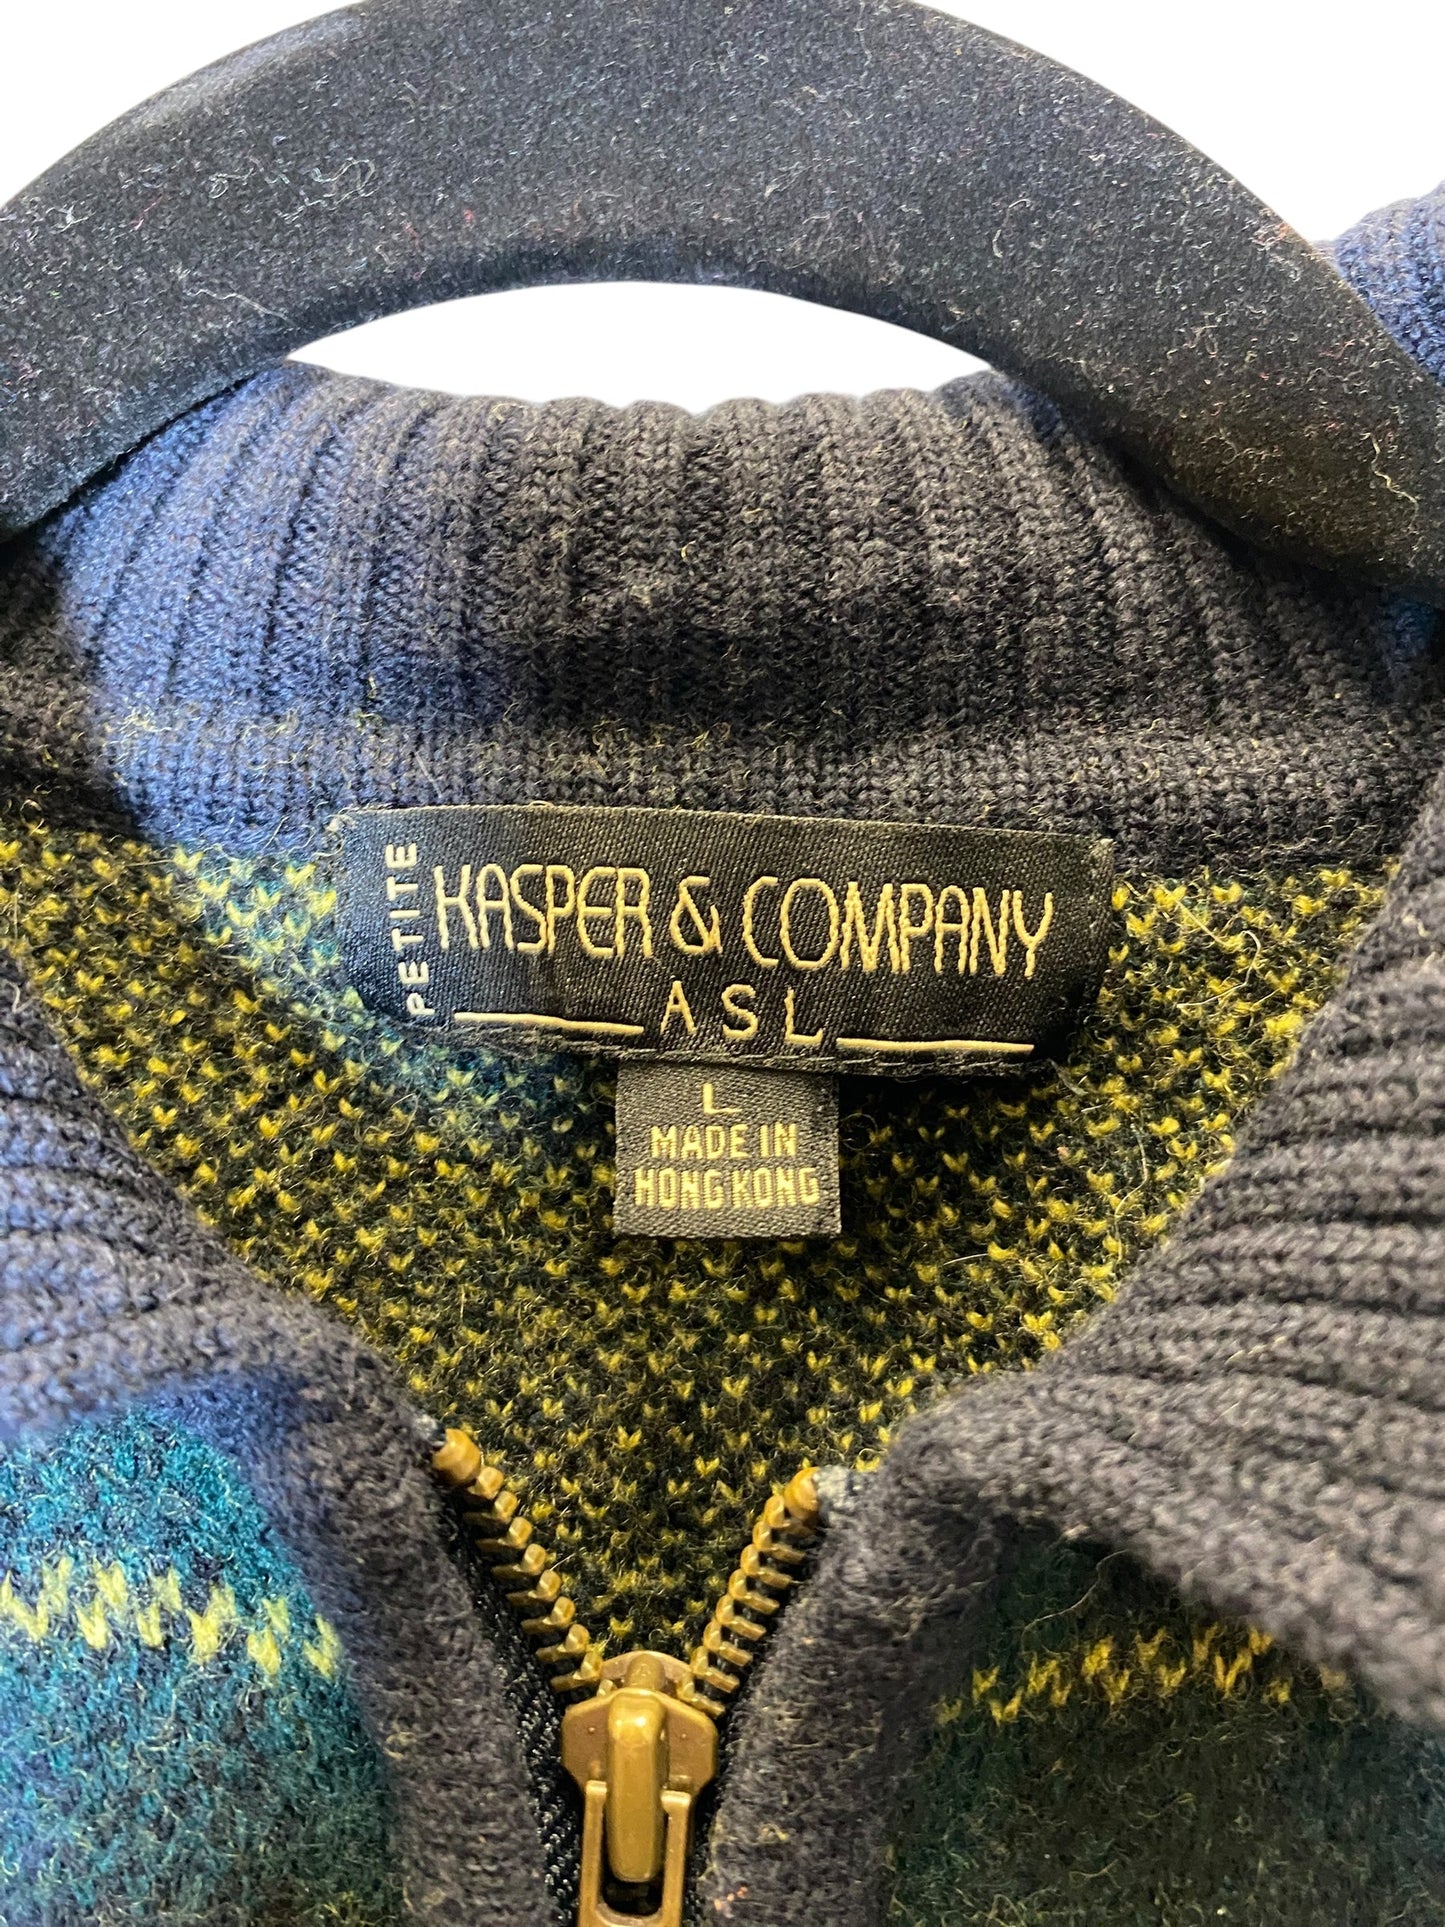 PETITE
KASPER & COMPANY
ASL
L
MADE IN
HONG KONG